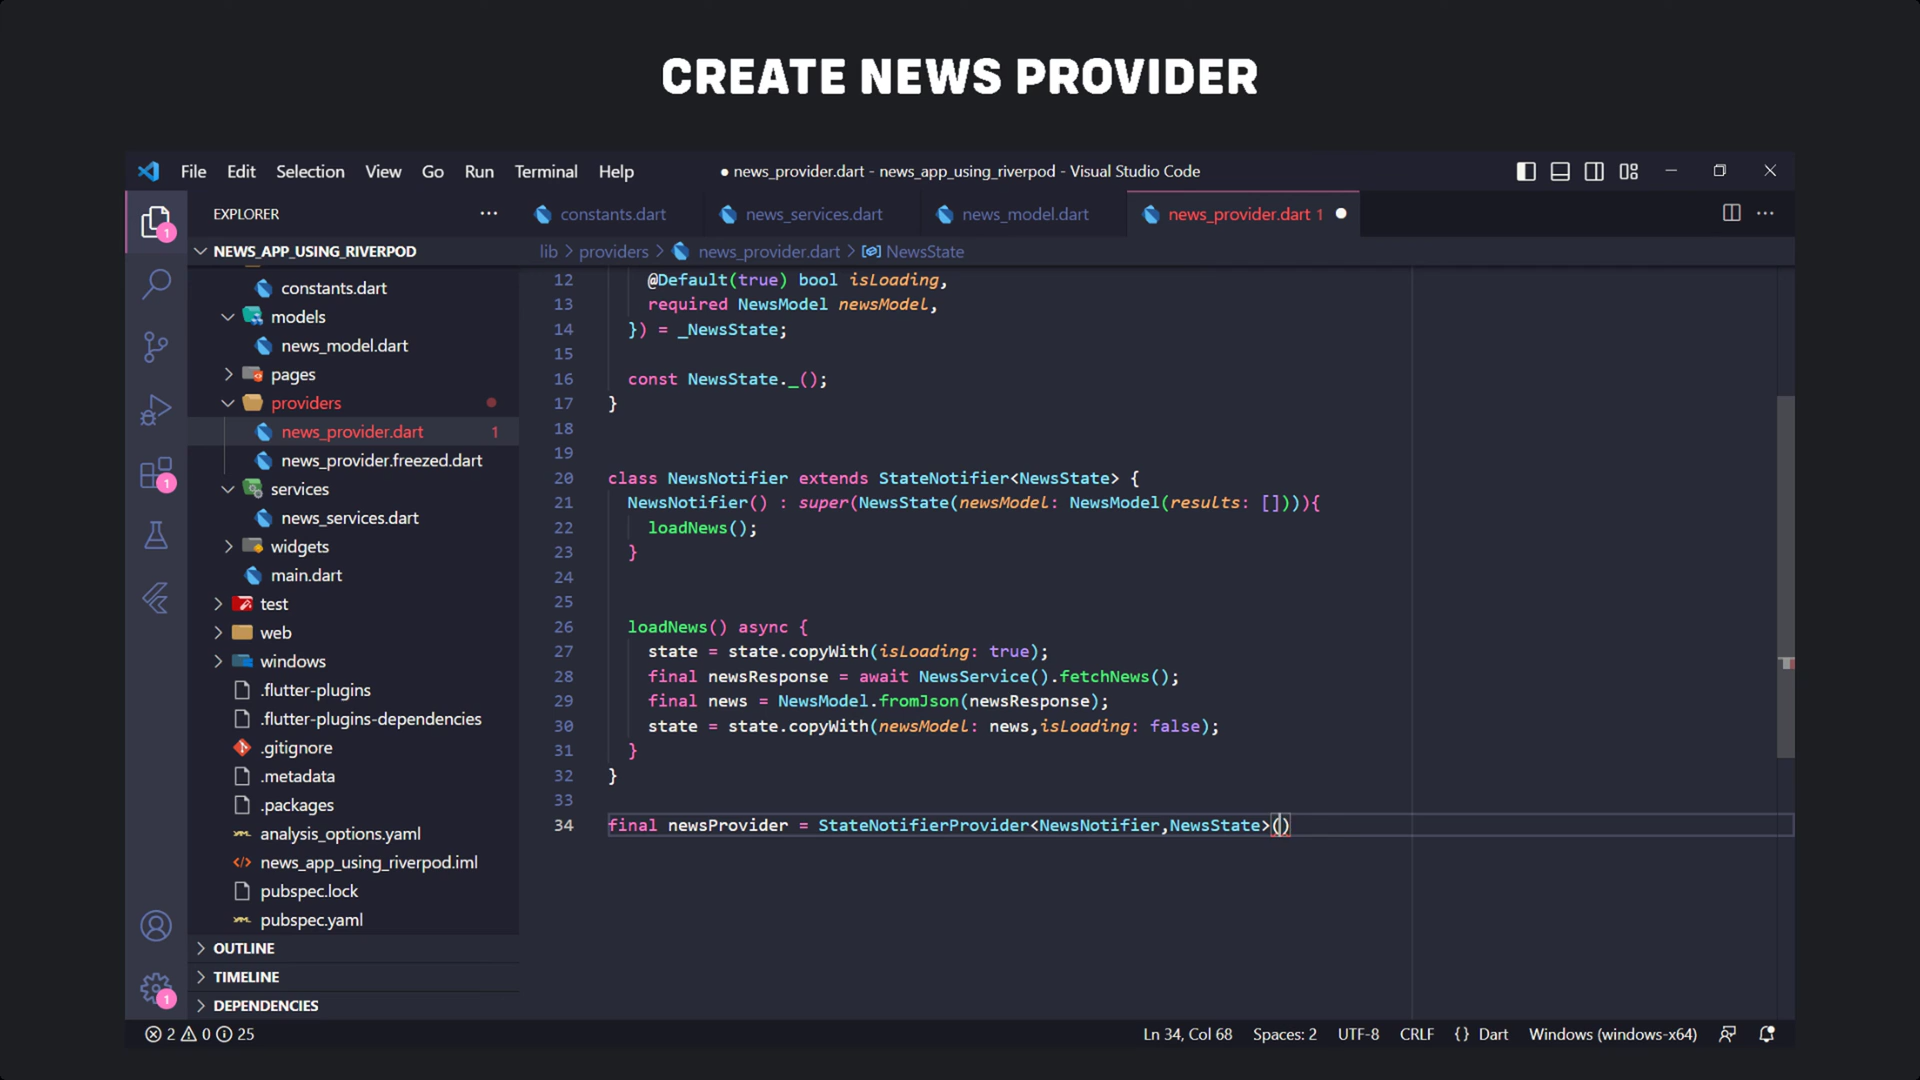 CREATE NEWS PROVIDER
File Edit Selection View Go Run Terminal Help
● news_provider.dart - news_app_using_riverpod - Visual Studio Code
EXPLORER
constants.dart
news_services.dart
news_model.dart
news_provider.dart 1
NEWS_APP_USING_RIVERPOD
lib > providers > news_provider.dart > NewsState
constants.dart
models
news_model.dart
pages
providers
news_provider.dart 1
news_provider.freezed.dart
services
news_services.dart
widgets
main.dart
test
web
windows
.flutter-plugins
.flutter-plugins-dependencies
.gitignore
.metadata
.packages
analysis_options.yaml
news_app_using_riverpod.iml
pubspec.lock
pubspec.yaml
OUTLINE
TIMELINE
DEPENDENCIES
1
1
1
12 @Default(true) bool isLoading,
13 required NewsModel newsModel,
14 }) = _NewsState;
15
16 const NewsState._();
17 }
18
19
20 class NewsNotifier extends StateNotifier<NewsState> {
21 NewsNotifier() : super(NewsState(newsModel: NewsModel(results: []))){
22 loadNews();
23 }
24
25
26 loadNews() async {
27 state = state.copyWith(isLoading: true);
28 final newsResponse = await NewsService().fetchNews();
29 final news = NewsModel.fromJson(newsResponse);
30 state = state.copyWith(newsModel: news,isLoading: false);
31 }
32 }
33
34 final newsProvider = StateNotifierProvider<NewsNotifier,NewsState>()
2 0 25
Ln 34, Col 68 Spaces: 2 UTF-8 CRLF {} Dart Windows (windows-x64)